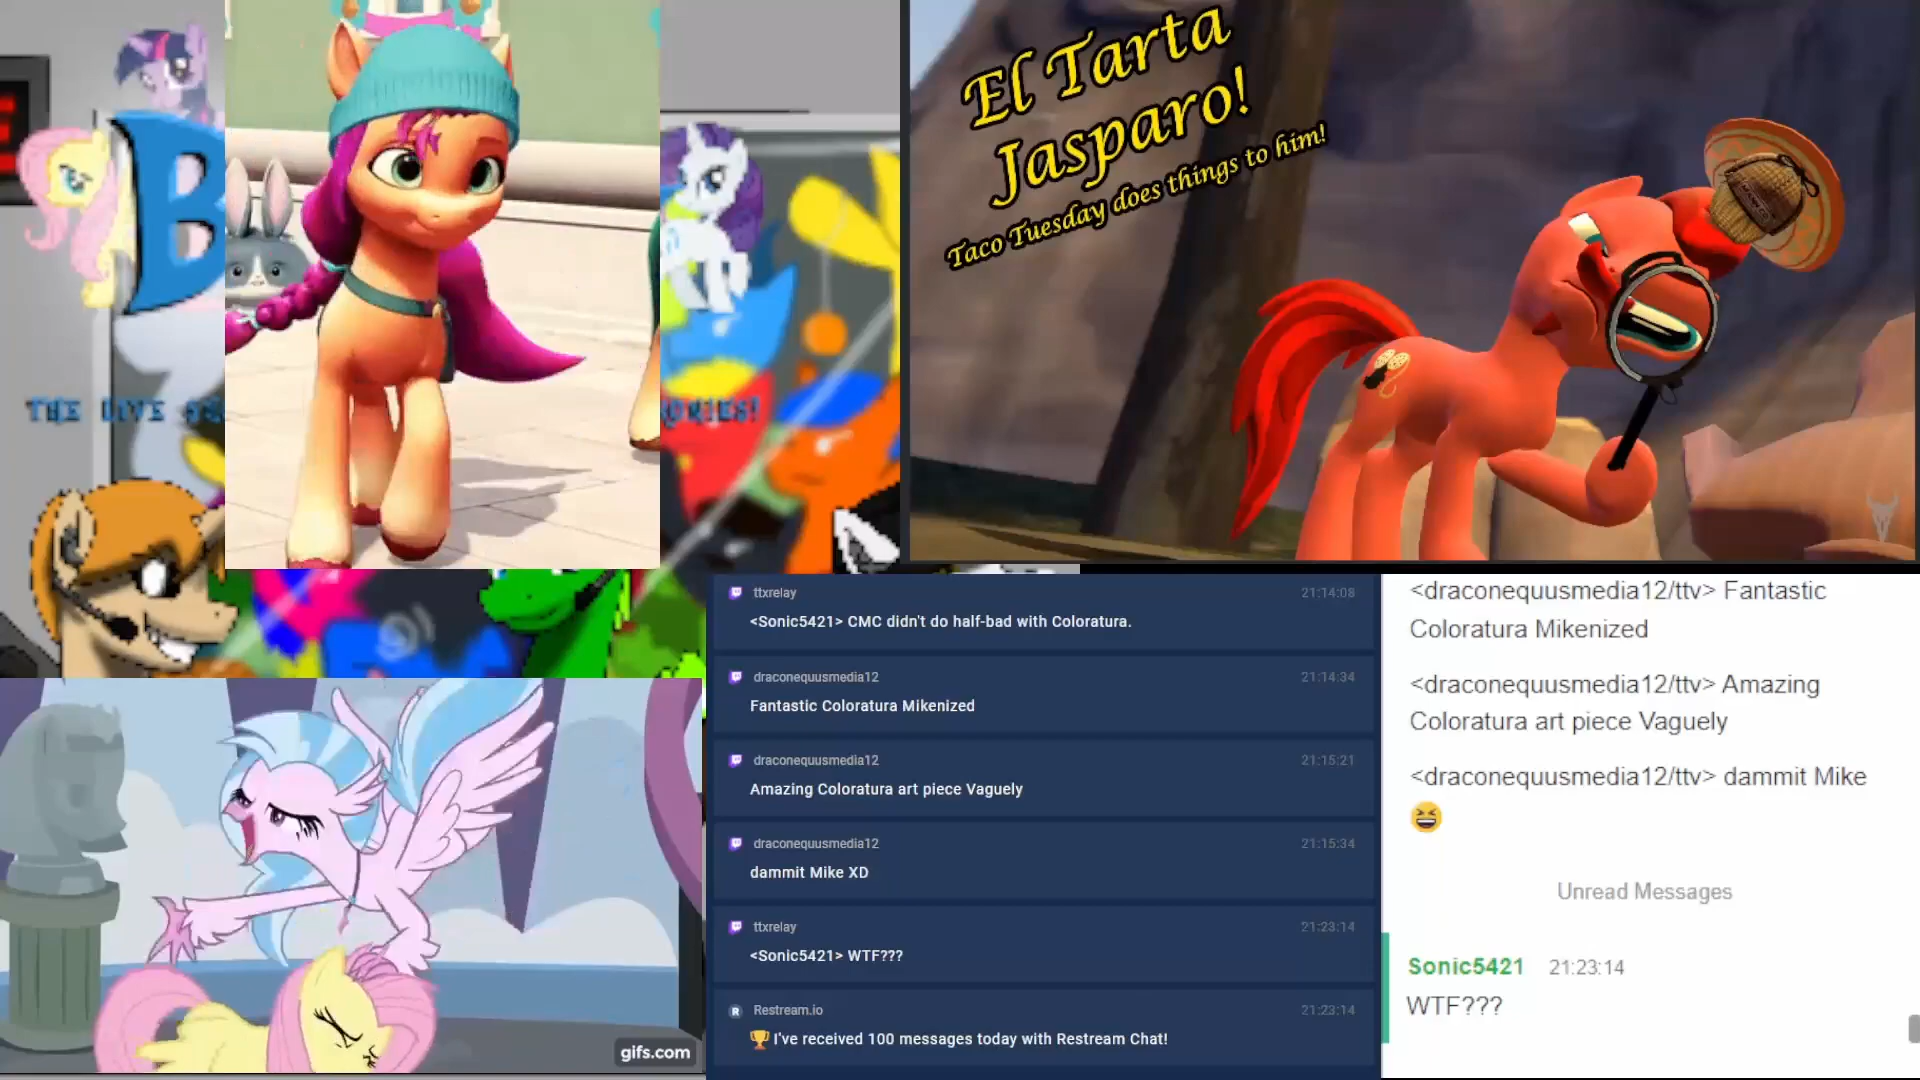 El Tarta
Jasparo!
Taco Tuesday does things to him!
B
THE LIVE
gifs.com
ttxrelay 21:14:08
<Sonic5421> CMC didn't do half-bad with Coloratura.
draconequusmedia12 21:14:34
Fantastic Coloratura Mikenized
draconequusmedia12 21:15:21
Amazing Coloratura art piece Vaguely
draconequusmedia12 21:15:34
dammit Mike XD
ttxrelay 21:23:14
<Sonic5421> WTF???
R Restream.io 21:23:14
🏆 I've received 100 messages today with Restream Chat!
<draconequusmedia12/ttv> Fantastic
Coloratura Mikenized
<draconequusmedia12/ttv> Amazing
Coloratura art piece Vaguely
<draconequusmedia12/ttv> dammit Mike
😆
Unread Messages
Sonic5421 21:23:14
WTF???